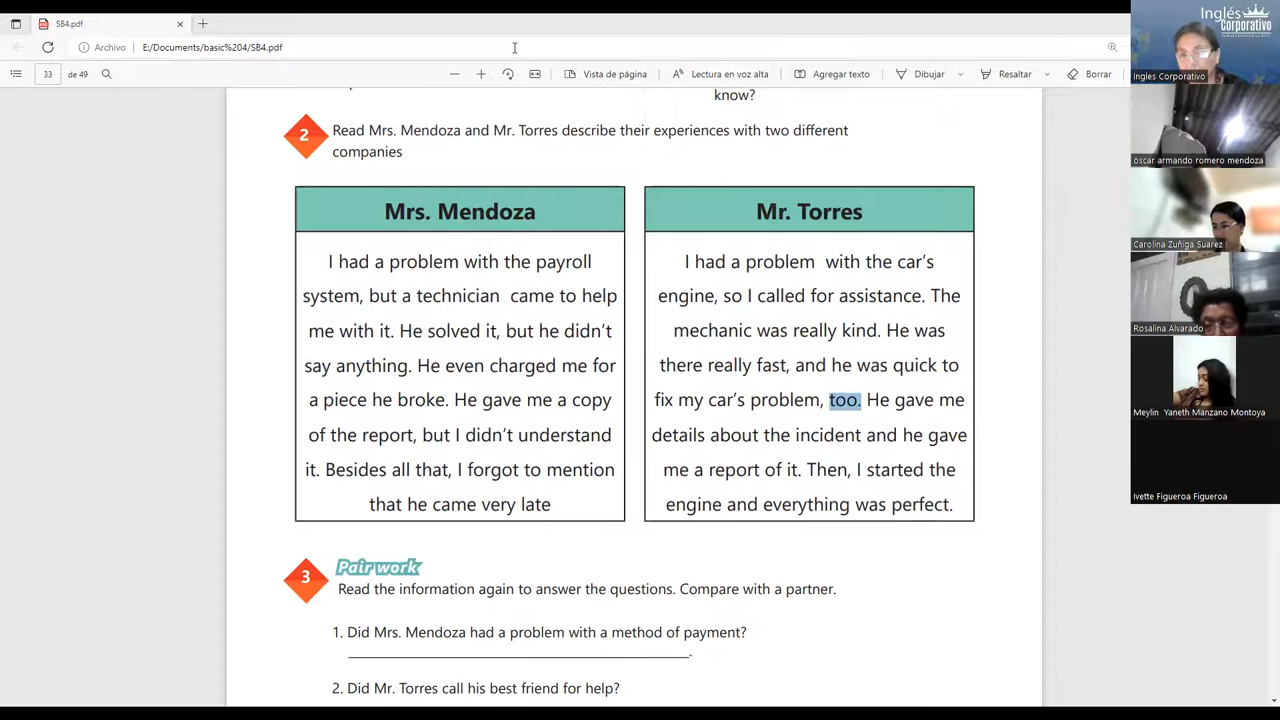 SB4.pdf
Archivo E:/Documents/basic%204/SB4.pdf
33 de 49
Vista de página
Lectura en voz alta
Agregar texto
Dibujar
Resaltar
Borrar
know?
2
Read Mrs. Mendoza and Mr. Torres describe their experiences with two different
companies
Mrs. Mendoza
I had a problem with the payroll
system, but a technician came to help
me with it. He solved it, but he didn't
say anything. He even charged me for
a piece he broke. He gave me a copy
of the report, but I didn't understand
it. Besides all that, I forgot to mention
that he came very late
Mr. Torres
I had a problem with the car's
engine, so I called for assistance. The
mechanic was really kind. He was
there really fast, and he was quick to
fix my car's problem, too. He gave me
details about the incident and he gave
me a report of it. Then, I started the
engine and everything was perfect.
3
Pair work
Read the information again to answer the questions. Compare with a partner.
1. Did Mrs. Mendoza had a problem with a method of payment?
2. Did Mr. Torres call his best friend for help?
Inglés
Corporativo
Ingles Corporativo
oscar armando romero mendoza
Carolina Zuñiga Suarez
Rosalina Alvarado
Meylin Yaneth Manzano Montoya
Ivette Figueroa Figueroa